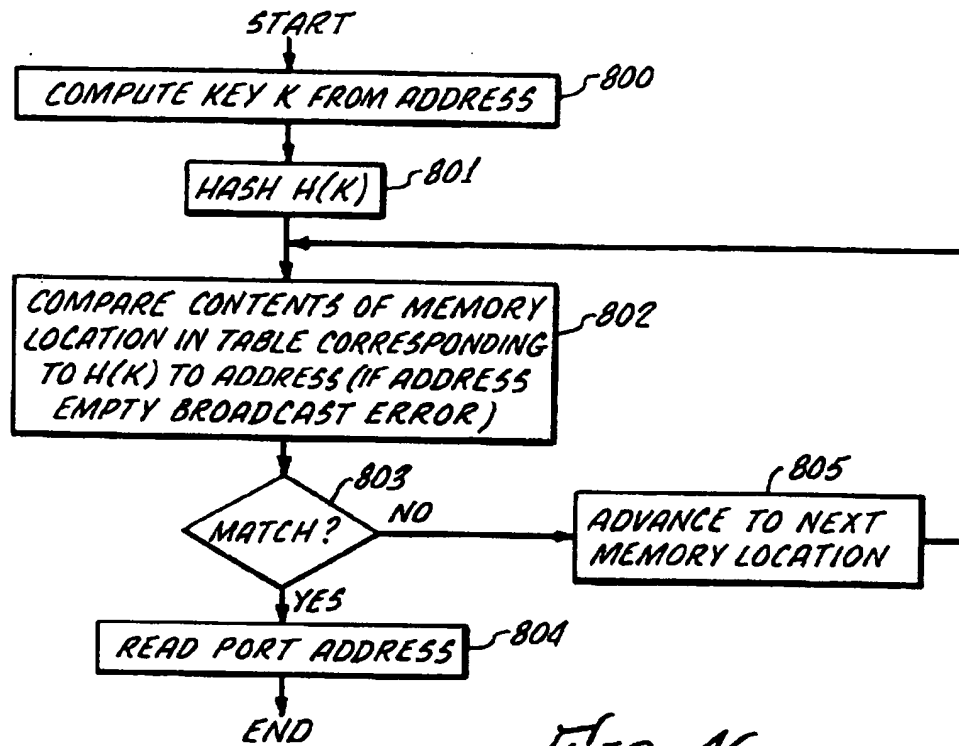 START
COMPUTE KEY K FROM ADDRESS
800
HASH H(K)
801
COMPARE CONTENTS OF MEMORY
LOCATION IN TABLE CORRESPONDING
TO H(K) TO ADDRESS (IF ADDRESS
EMPTY BROADCAST ERROR)
802
MATCH?
803
NO
805
ADVANCE TO NEXT
MEMORY LOCATION
YES
READ PORT ADDRESS
804
END